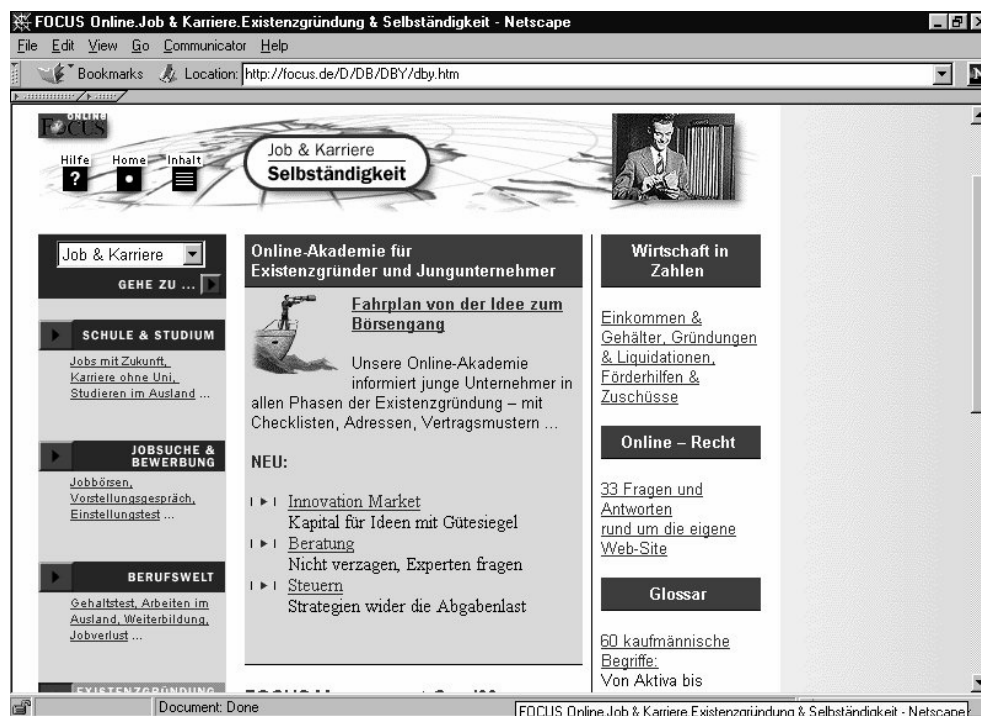 FOCUS Online.Job & Karriere.Existenzgründung & Selbständigkeit - Netscape
File Edit View Go Communicator Help
Bookmarks Location: http://focus.de/D/DB/DBY/dby.htm
ONLINE
FOCUS
Hilfe Home Inhalt
Job & Karriere
Selbständigkeit
Job & Karriere
GEHE ZU ...
SCHULE & STUDIUM
Jobs mit Zukunft,
Karriere ohne Uni,
Studieren im Ausland ...
JOBSUCHE &
BEWERBUNG
Jobbörsen,
Vorstellungsgespräch,
Einstellungstest ...
BERUFSWELT
Gehaltstest, Arbeiten im
Ausland, Weiterbildung,
Jobverlust ...
EXISTENZGRÜNDUNG
Online-Akademie für
Existenzgründer und Jungunternehmer
Fahrplan von der Idee zum
Börsengang
Unsere Online-Akademie
informiert junge Unternehmer in
allen Phasen der Existenzgründung – mit
Checklisten, Adressen, Vertragsmustern ...
NEU:
Innovation Market
Kapital für Ideen mit Gütesiegel
Beratung
Nicht verzagen, Experten fragen
Steuern
Strategien wider die Abgabenlast
Wirtschaft in
Zahlen
Einkommen &
Gehälter, Gründungen
& Liquidationen,
Förderhilfen &
Zuschüsse
Online – Recht
33 Fragen und
Antworten
rund um die eigene
Web-Site
Glossar
60 kaufmännische
Begriffe:
Von Aktiva bis
Document: Done
FOCUS Online.Job & Karriere.Existenzgründung & Selbständigkeit - Netscape